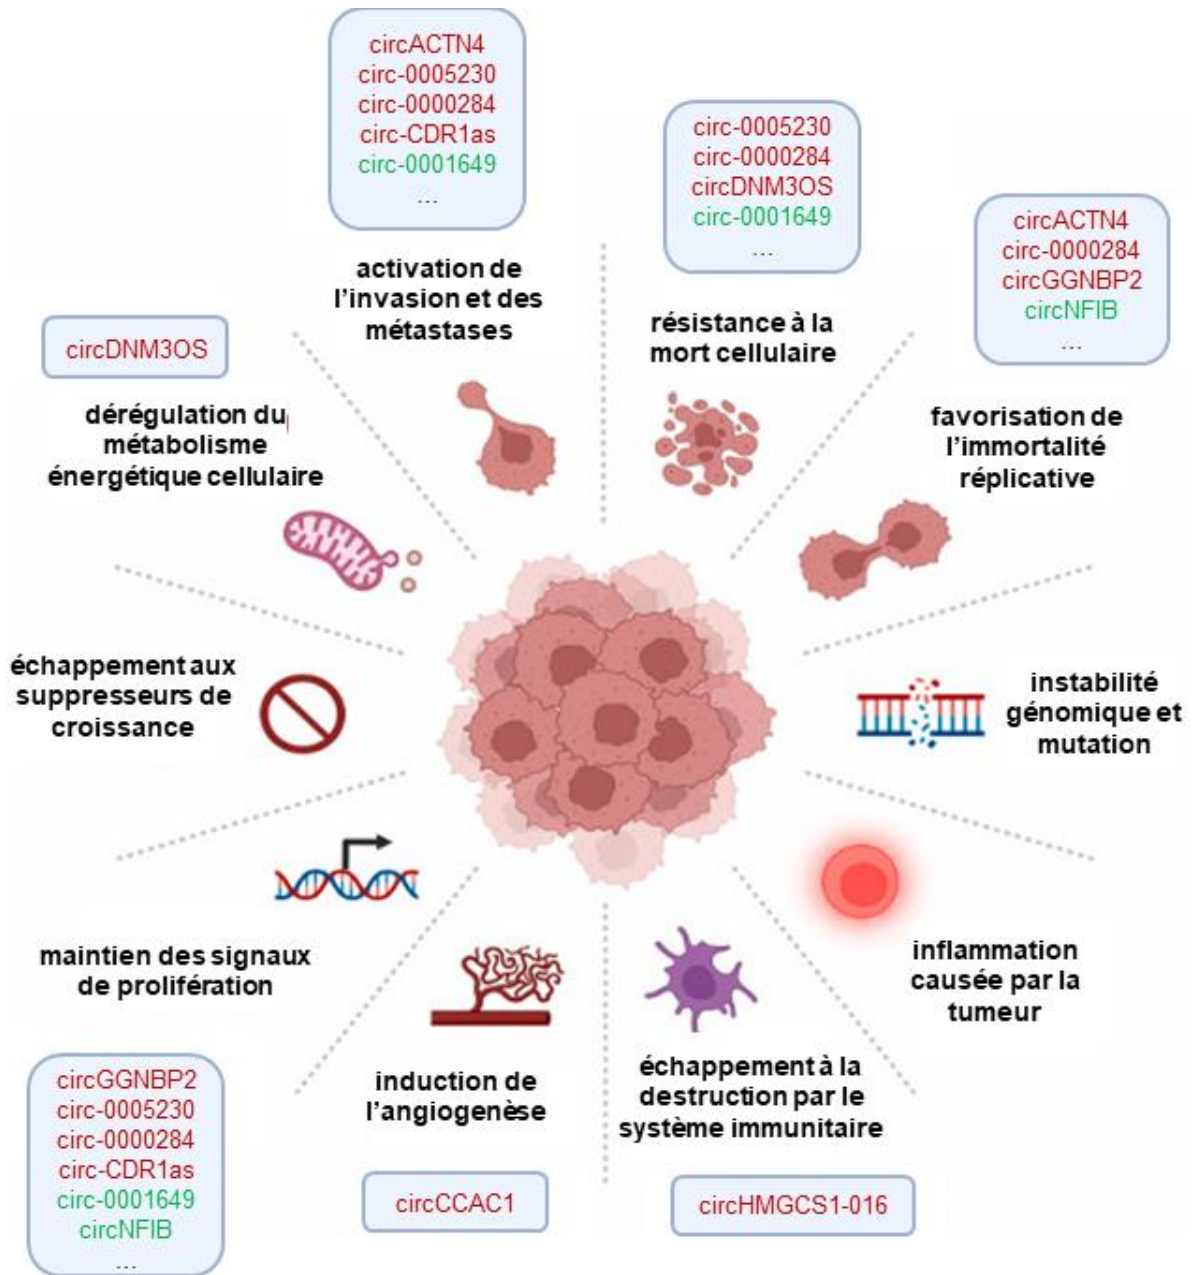 circACTN4
circ-0005230
circ-0000284
circ-CDR1as
circ-0001649
...
activation de
l'invasion et des
métastases
circ-0005230
circ-0000284
circDNM3OS
circ-0001649
...
résistance à la
mort cellulaire
circACTN4
circ-0000284
circGGNBP2
circNFIB
...
favorisation de
l'immortalité
réplicative
circDNM3OS
dérégulation du
métabolisme
énergétique cellulaire
échappement aux
suppresseurs de
croissance
instabilité
génomique et
mutation
maintien des signaux
de prolifération
circGGNBP2
circ-0005230
circ-0000284
circ-CDR1as
circ-0001649
circNFIB
...
induction de
l'angiogenèse
circCCAC1
échappement à la
destruction par le
système immunitaire
circHMGCS1-016
inflammation
causée par la
tumeur